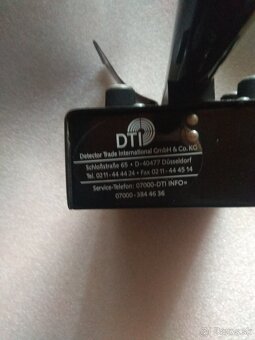 DTI
Detector Trade International GmbH & Co. KG
Schloßstraße 65 • D-40477 Düsseldorf
Tel. 0211-44 44 24 • Fax 0211-44 45 14
Service-Telefon: 07000-DTI INFO=
07000-384 46 36